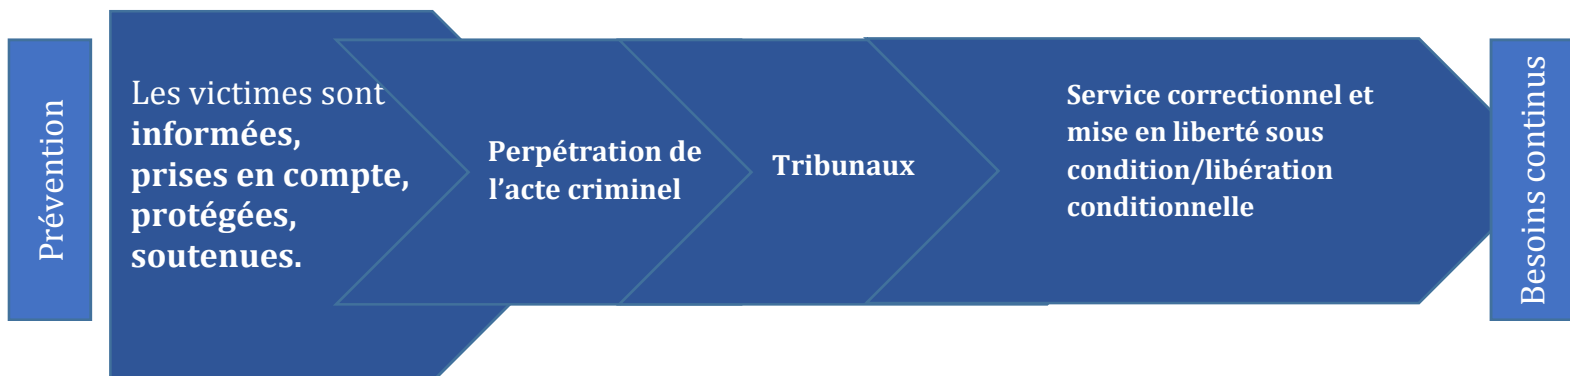 Prévention
Les victimes sont
informées,
prises en compte,
protégées,
soutenues.
Perpétration de
l’acte criminel
Tribunaux
Service correctionnel et
mise en liberté sous
condition/libération
conditionnelle
Besoins continus